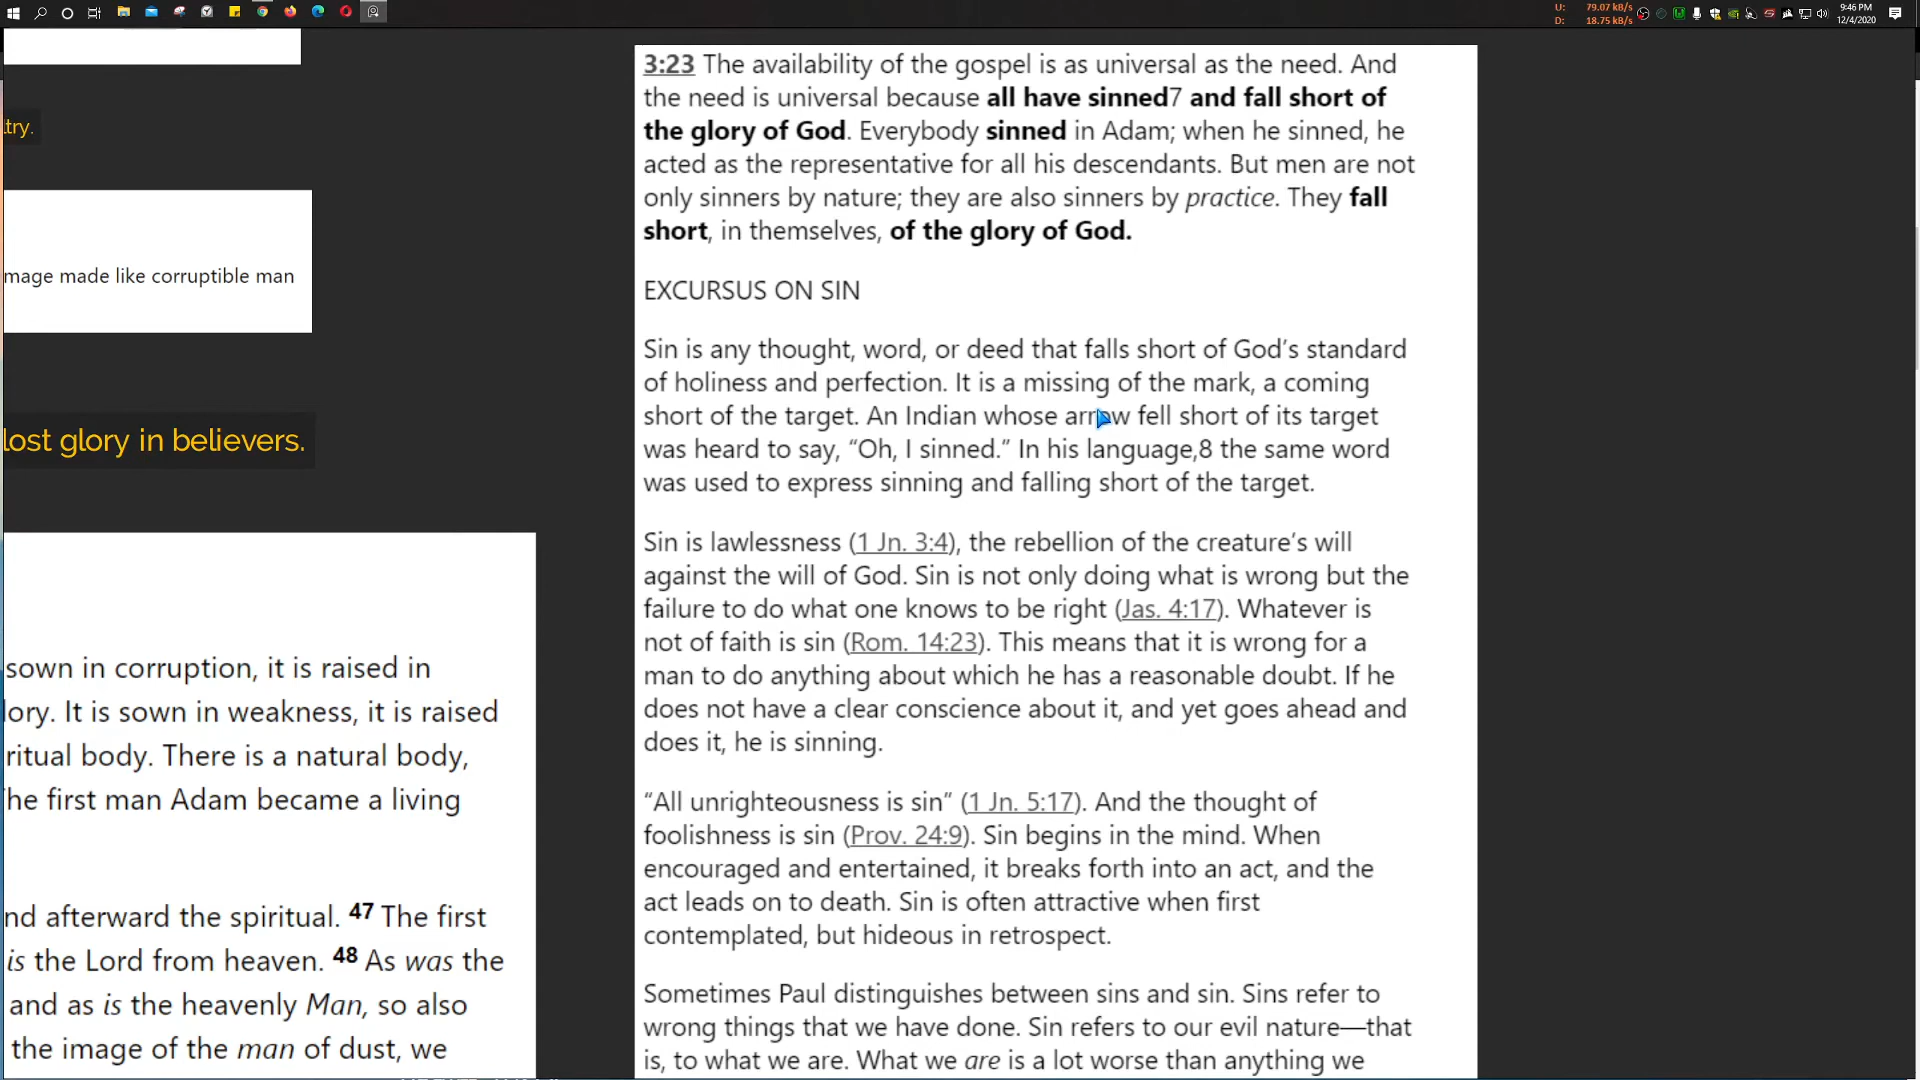 U: 79.07 kB/s
D: 18.75 kB/s
9:46 PM
12/4/2020
ltry.
mage made like corruptible man
lost glory in believers.
sown in corruption, it is raised in
lory. It is sown in weakness, it is raised
ritual body. There is a natural body,
he first man Adam became a living
nd afterward the spiritual. 47 The first
is the Lord from heaven. 48 As was the
and as is the heavenly Man, so also
the image of the man of dust, we
3:23 The availability of the gospel is as universal as the need. And
the need is universal because all have sinned7 and fall short of
the glory of God. Everybody sinned in Adam; when he sinned, he
acted as the representative for all his descendants. But men are not
only sinners by nature; they are also sinners by practice. They fall
short, in themselves, of the glory of God.
EXCURSUS ON SIN
Sin is any thought, word, or deed that falls short of God’s standard
of holiness and perfection. It is a missing of the mark, a coming
short of the target. An Indian whose arrow fell short of its target
was heard to say, “Oh, I sinned.” In his language,8 the same word
was used to express sinning and falling short of the target.
Sin is lawlessness (1 Jn. 3:4), the rebellion of the creature’s will
against the will of God. Sin is not only doing what is wrong but the
failure to do what one knows to be right (Jas. 4:17). Whatever is
not of faith is sin (Rom. 14:23). This means that it is wrong for a
man to do anything about which he has a reasonable doubt. If he
does not have a clear conscience about it, and yet goes ahead and
does it, he is sinning.
“All unrighteousness is sin” (1 Jn. 5:17). And the thought of
foolishness is sin (Prov. 24:9). Sin begins in the mind. When
encouraged and entertained, it breaks forth into an act, and the
act leads on to death. Sin is often attractive when first
contemplated, but hideous in retrospect.
Sometimes Paul distinguishes between sins and sin. Sins refer to
wrong things that we have done. Sin refers to our evil nature—that
is, to what we are. What we are is a lot worse than anything we